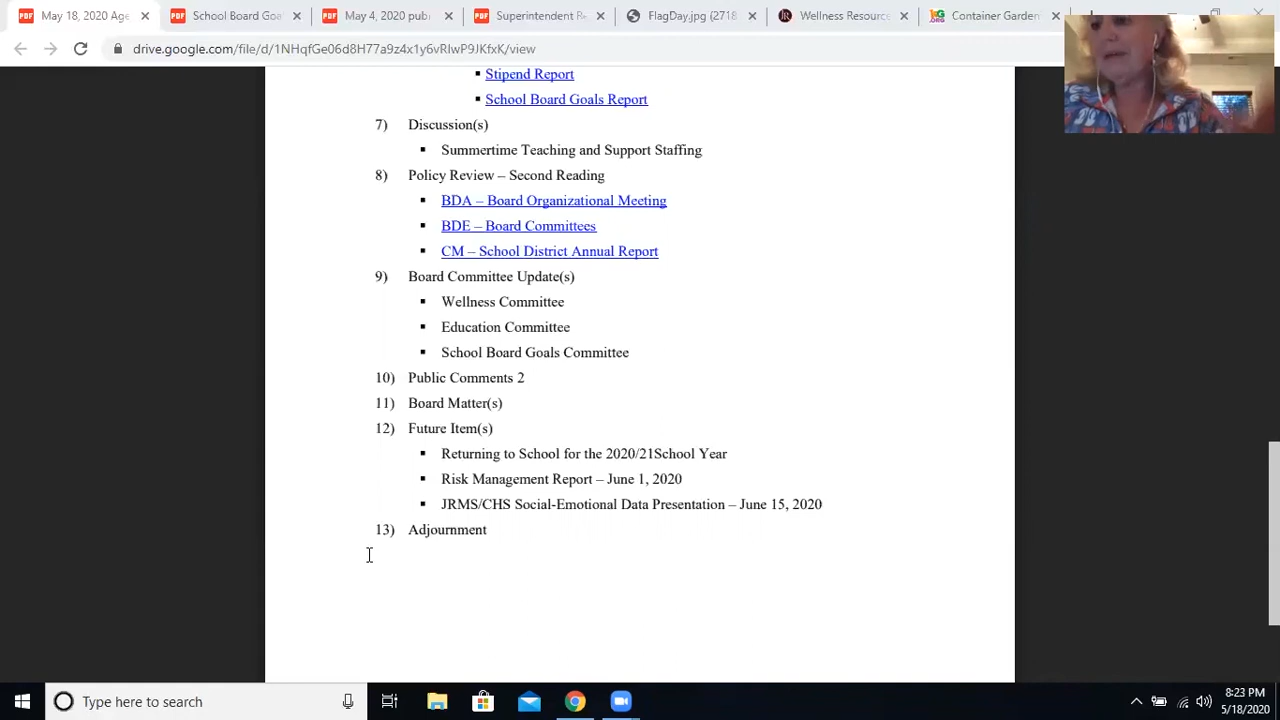 May 18, 2020 Age
School Board Goa
May 4, 2020 publ
Superintendent R
FlagDay.jpg (271
Wellness Resourc
Container Garden
drive.google.com/file/d/1NHqfGe06d8H77a9z4x1y6vRIwP9JKfxK/view
▪ Stipend Report
▪ School Board Goals Report
7) Discussion(s)
▪ Summertime Teaching and Support Staffing
8) Policy Review – Second Reading
▪ BDA – Board Organizational Meeting
▪ BDE – Board Committees
▪ CM – School District Annual Report
9) Board Committee Update(s)
▪ Wellness Committee
▪ Education Committee
▪ School Board Goals Committee
10) Public Comments 2
11) Board Matter(s)
12) Future Item(s)
▪ Returning to School for the 2020/21School Year
▪ Risk Management Report – June 1, 2020
▪ JRMS/CHS Social-Emotional Data Presentation – June 15, 2020
13) Adjournment
Type here to search
8:23 PM
5/18/2020